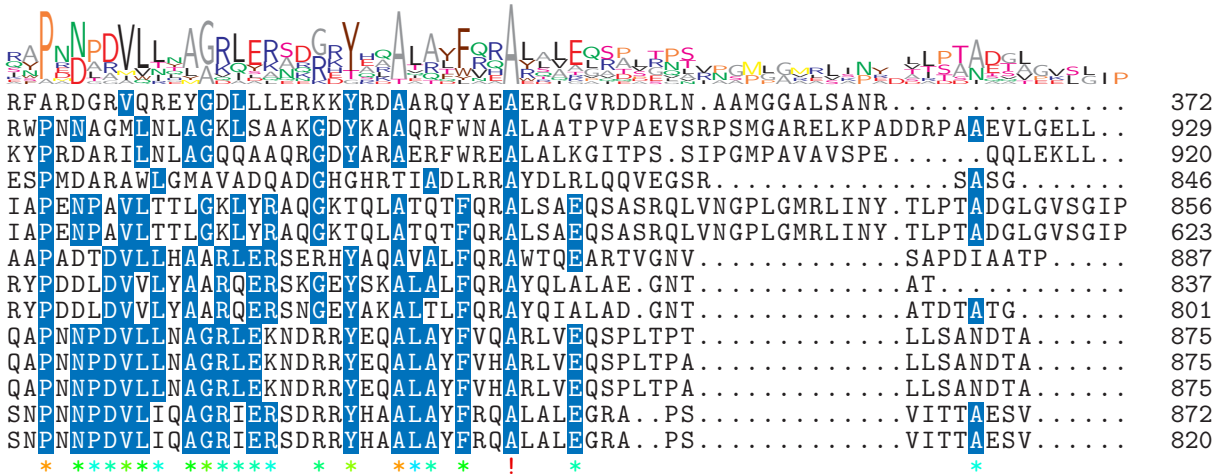 RFARDGRVQREYGDLLLERKKYRDAARQYAEAERLGVRDDRLN.AAMGGALSANR............... 372
RWPNNAGMLNLAGKLSAAKGDYKAAQRFWNAALAATPVPAEVSRPSMGARELKPADDRPAAEVLGELL.. 929
KYPRDARILNLAGQQAAQRGDYARAERFWREALALKGITPS.SIPGMPAVAVSPE......QQLEKLL.. 920
ESPMDARAWLGMAVADQADGHGHRTIADLRRAYDLRLQQVEGSR...............SASG....... 846
IAPENPAVLTTLGKLYRAQGKTQLATQTFQRALSAEQSASRQLVNGPLGMRLINY.TLPTADGLGVSGIP 856
IAPENPAVLTTLGKLYRAQGKTQLATQTFQRALSAEQSASRQLVNGPLGMRLINY.TLPTADGLGVSGIP 623
AAPADTDVLLHAARLERSERHYAQAVALFQRAWTQEARTVGNV.............SAPDIAATP..... 887
RYPDDLDVVLYAARQERSKGEYSKALALFQRAYQLALAE.GNT.............AT............ 837
RYPDDLDVVLYAARQERSNGEYAKALTLFQRAYQIALAD.GNT.............ATDTATG....... 801
QAPNNPDVLLNAGRLEKNDRRYEQALAYFVQARLVEQSPLTPT.............LLSANDTA...... 875
QAPNNPDVLLNAGRLEKNDRRYEQALAYFVHARLVEQSPLTPA.............LLSANDTA...... 875
QAPNNPDVLLNAGRLEKNDRRYEQALAYFVHARLVEQSPLTPA.............LLSANDTA...... 875
SNPNNPDVLIQAGRIERSDRRYHAALAYFRQALALEGRA..PS.............VITTAESV...... 872
SNPNNPDVLIQAGRIERSDRRYHAALAYFRQALALEGRA..PS.............VITTAESV...... 820
* ****** ****** * * *** * ! * *